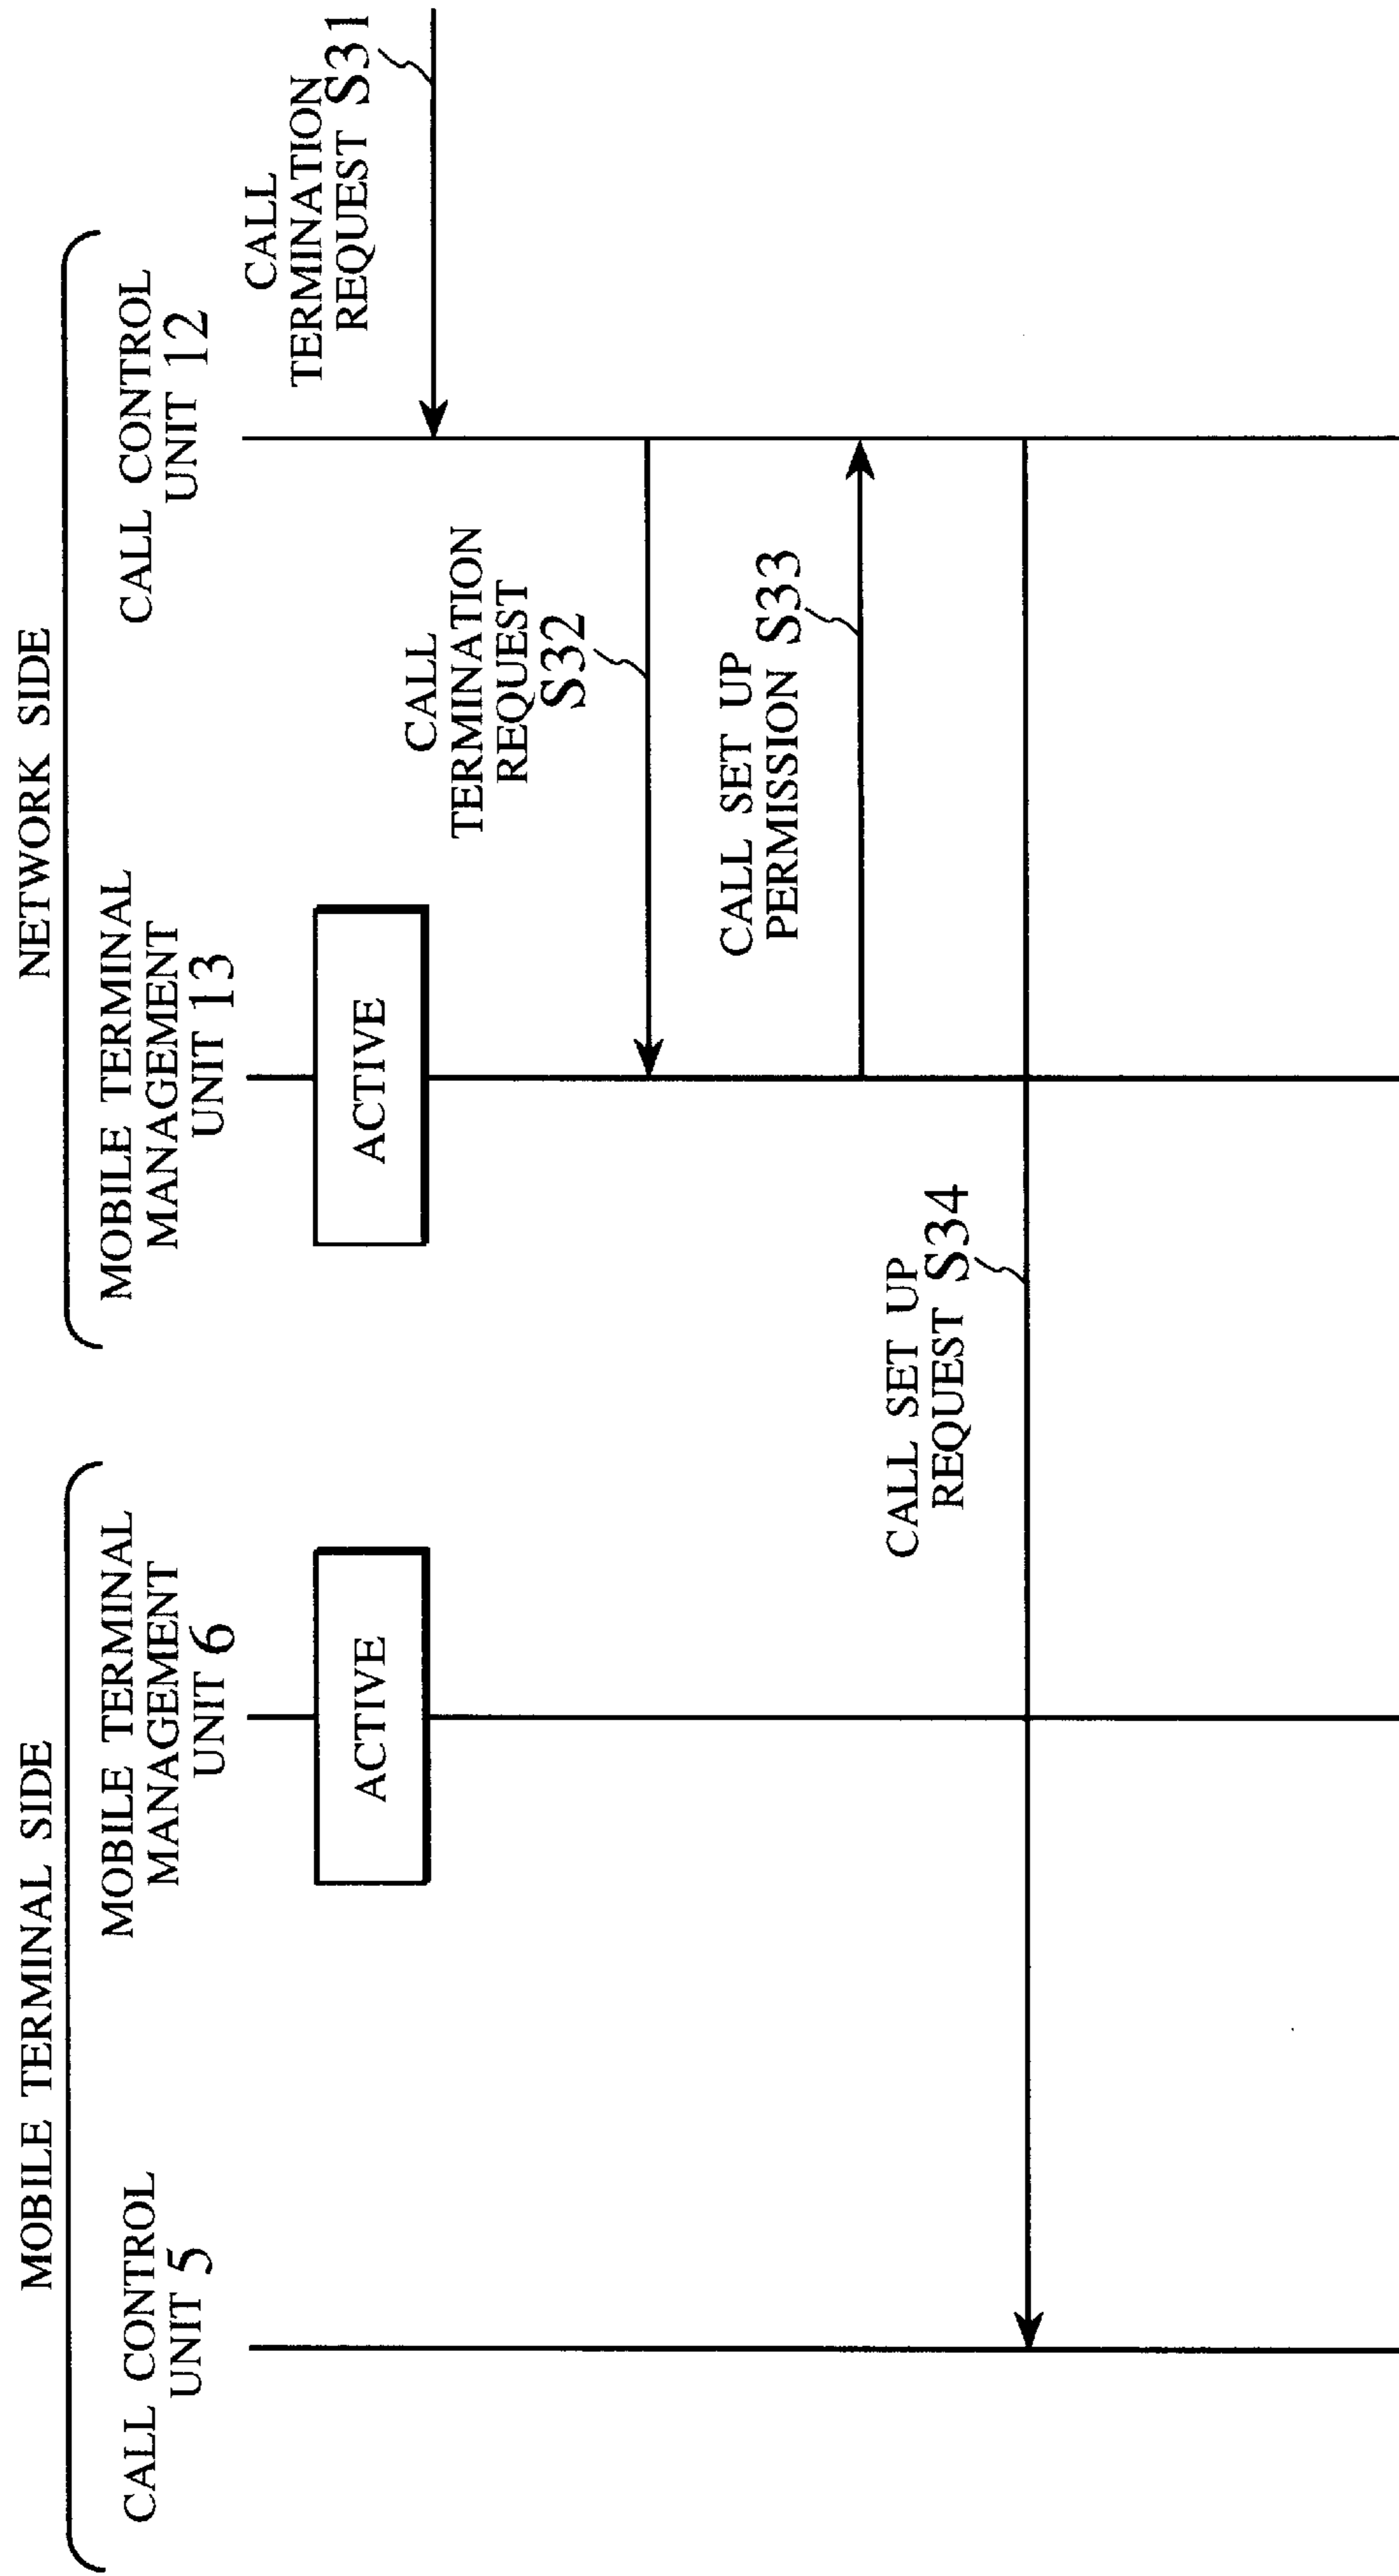 MOBILE TERMINAL SIDE
NETWORK SIDE
CALL CONTROL
UNIT 5
MOBILE TERMINAL
MANAGEMENT
UNIT 6
MOBILE TERMINAL
MANAGEMENT
UNIT 13
CALL CONTROL
UNIT 12
ACTIVE
ACTIVE
CALL
TERMINATION
REQUEST S31
CALL
TERMINATION
REQUEST
S32
CALL SET UP
PERMISSION S33
CALL SET UP
REQUEST S34